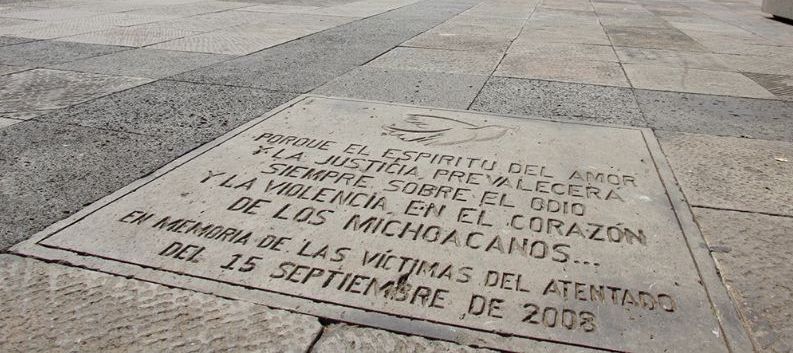 PORQUE EL ESPIRITU DEL AMOR
Y LA JUSTICIA PREVALECERA
SIEMPRE SOBRE EL ODIO
Y LA VIOLENCIA EN EL CORAZÓN
DE LOS MICHOACANOS...
EN MEMORIA DE LAS VÍCTIMAS DEL ATENTADO
DEL 15 SEPTIEMBRE DE 2008